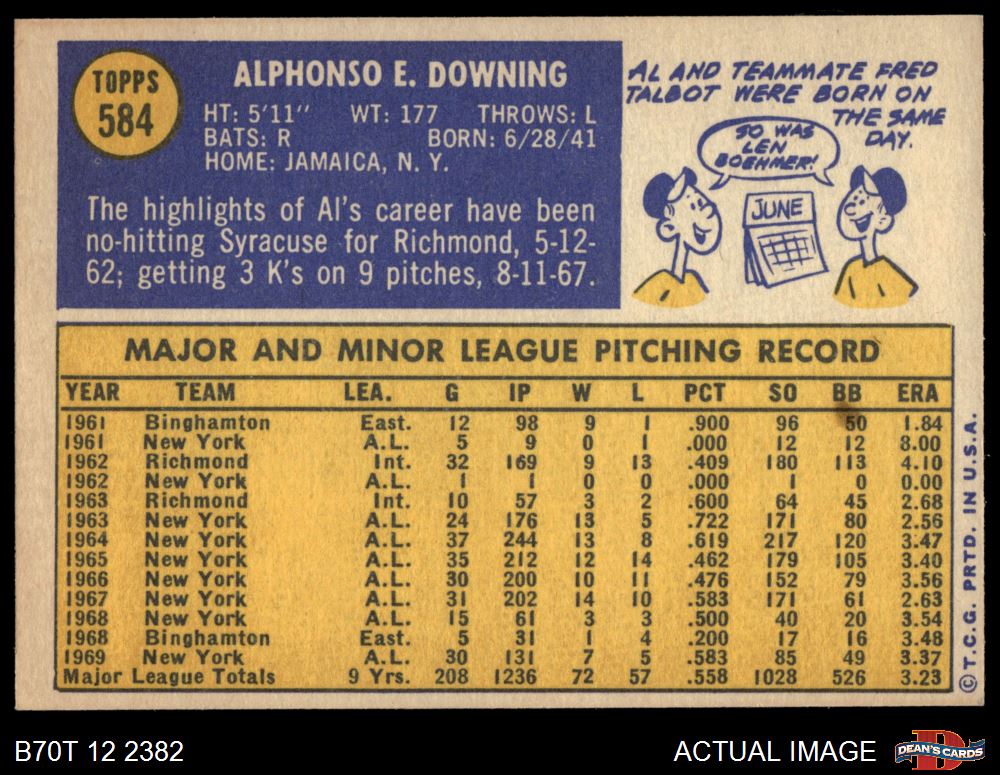 TOPPS
584
ALPHONSO E. DOWNING
HT: 5'11" WT: 177 THROWS: L
BATS: R BORN: 6/28/41
HOME: JAMAICA, N. Y.
The highlights of Al's career have been
no-hitting Syracuse for Richmond, 5-12-
62; getting 3 K's on 9 pitches, 8-11-67.
AL AND TEAMMATE FRED
TALBOT WERE BORN ON
THE SAME
DAY.
SO WAS
LEN
BOEHMER!
JUNE
MAJOR AND MINOR LEAGUE PITCHING RECORD
YEAR TEAM LEA. G IP W L PCT SO BB ERA
1961 Binghamton East. 12 98 9 1 .900 96 50 1.84
1961 New York A.L. 5 9 0 1 .000 12 12 8.00
1962 Richmond Int. 32 169 9 13 .409 180 113 4.10
1962 New York A.L. 1 1 0 0 .000 1 0 0.00
1963 Richmond Int. 10 57 3 2 .600 64 45 2.68
1963 New York A.L. 24 176 13 5 .722 171 80 2.56
1964 New York A.L. 37 244 13 8 .619 217 120 3.47
1965 New York A.L. 35 212 12 14 .462 179 105 3.40
1966 New York A.L. 30 200 10 11 .476 152 79 3.56
1967 New York A.L. 31 202 14 10 .583 171 61 2.63
1968 New York A.L. 15 61 3 3 .500 40 20 3.54
1968 Binghamton East. 5 31 1 4 .200 17 16 3.48
1969 New York A.L. 30 131 7 5 .583 85 49 3.37
Major League Totals 9 Yrs. 208 1236 72 57 .558 1028 526 3.23
© T.C.G. PRTD. IN U.S.A.
B70T 12 2382
ACTUAL IMAGE
DEAN'S CARDS